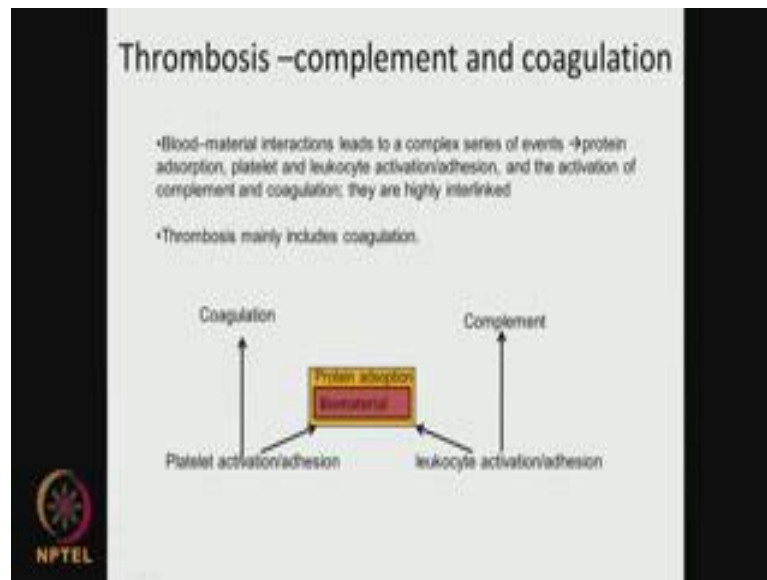 Thrombosis –complement and coagulation
•Blood–material interactions leads to a complex series of events →protein
adsorption, platelet and leukocyte activation/adhesion, and the activation of
complement and coagulation; they are highly interlinked
•Thrombosis mainly includes coagulation.
Coagulation
Complement
Protein adsoption
Biomaterial
Platelet activation/adhesion
leukocyte activation/adhesion
NPTEL